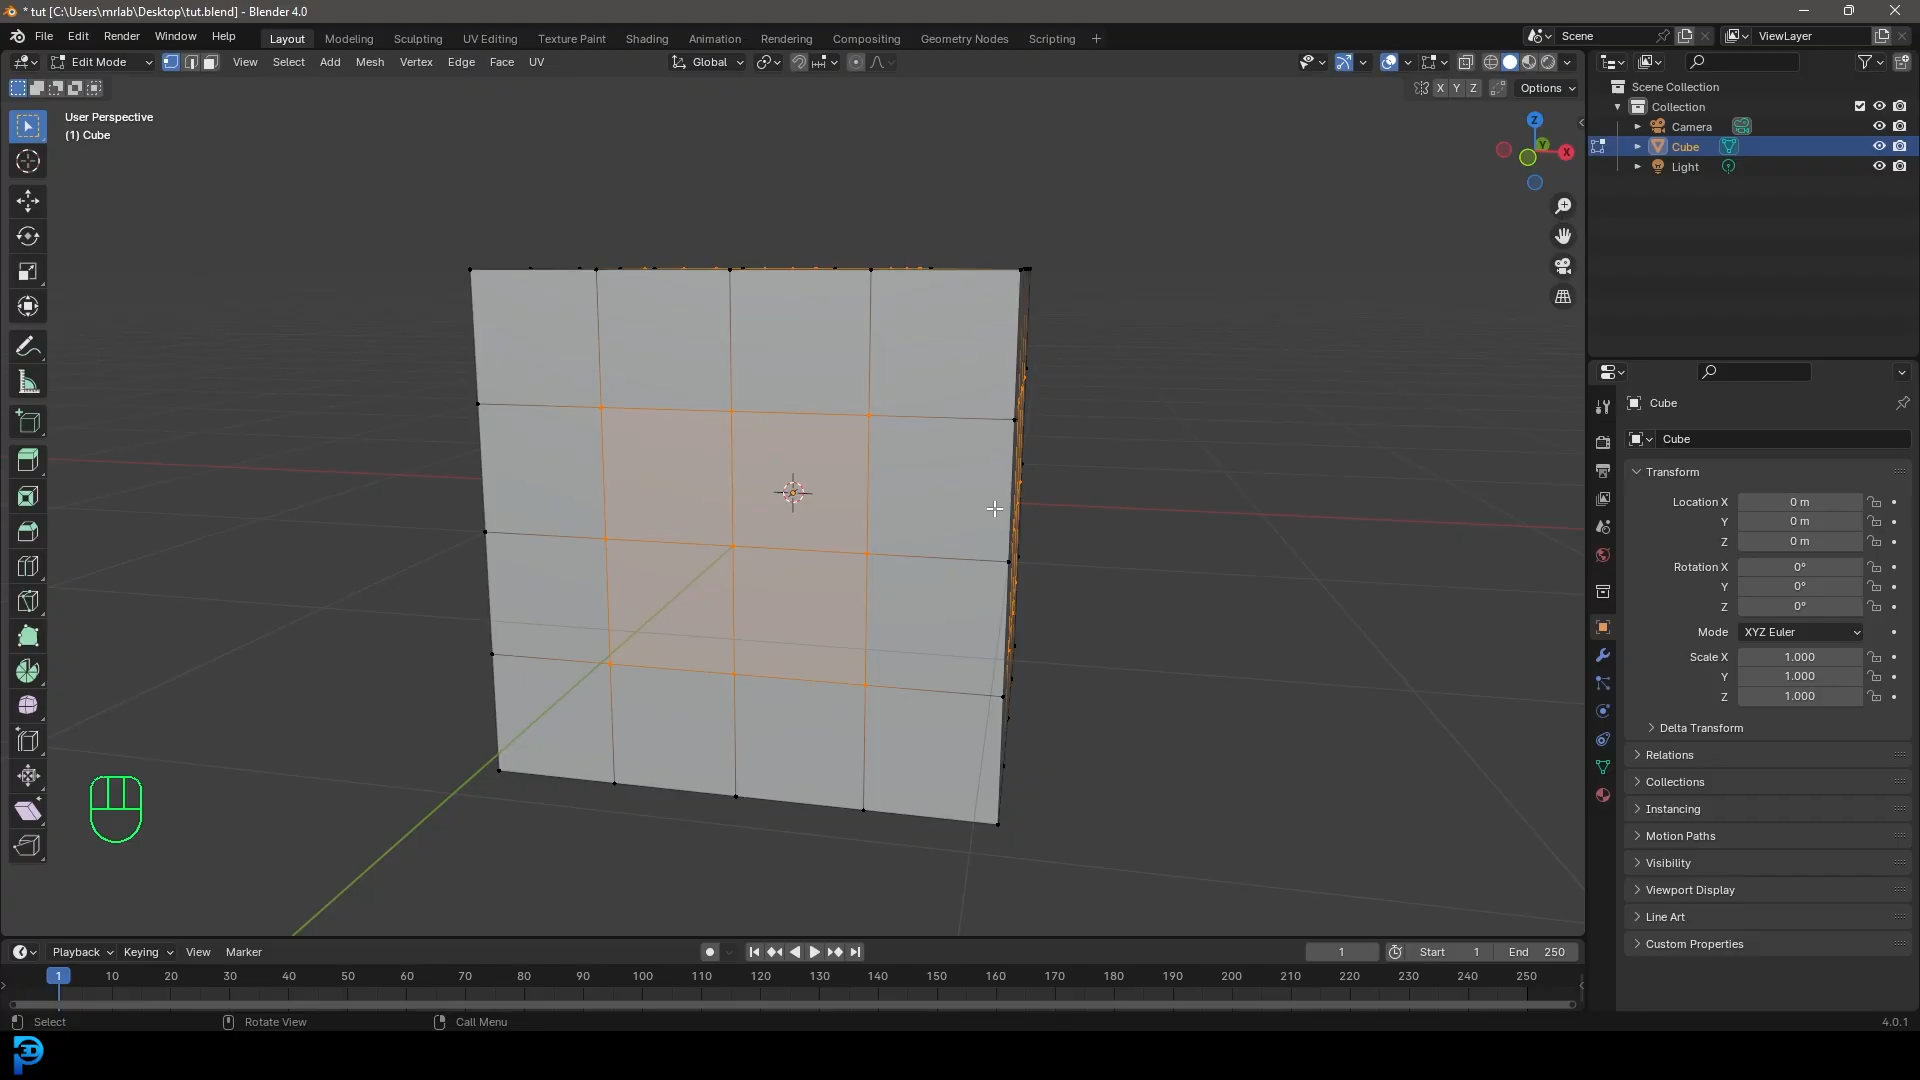 * tut [C:\Users\mrlab\Desktop\tut.blend] - Blender 4.0
File Edit Render Window Help Layout Modeling Sculpting UV Editing Texture Paint Shading Animation Rendering Compositing Geometry Nodes Scripting + Scene ViewLayer
Edit Mode View Select Add Mesh Vertex Edge Face UV Global
X Y Z Options
User Perspective
(1) Cube
Z
Y
X
Scene Collection
Collection
Camera
Cube
Light
Cube
Cube
Transform
Location X 0 m
Y 0 m
Z 0 m
Rotation X 0°
Y 0°
Z 0°
Mode XYZ Euler
Scale X 1.000
Y 1.000
Z 1.000
Delta Transform
Relations
Collections
Instancing
Motion Paths
Visibility
Viewport Display
Line Art
Custom Properties
Playback Keying View Marker 1 Start 1 End 250
1 10 20 30 40 50 60 70 80 90 100 110 120 130 140 150 160 170 180 190 200 210 220 230 240 250
Select Rotate View Call Menu 4.0.1
3D